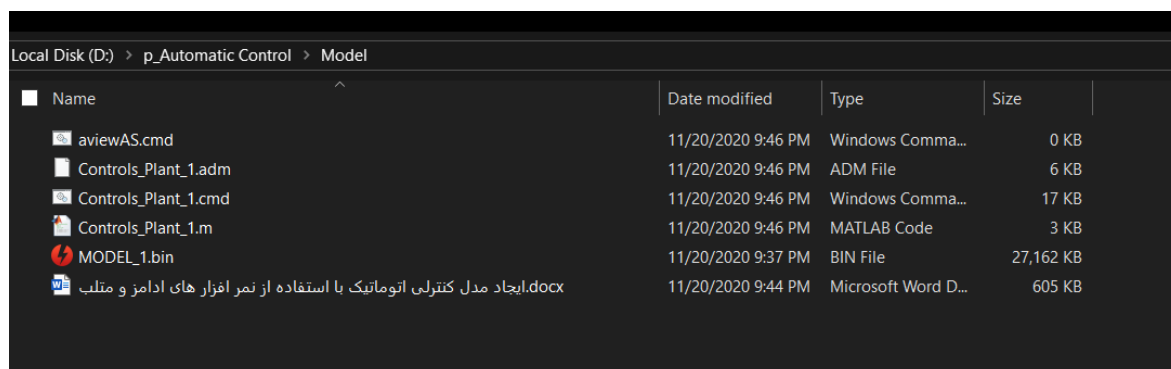 Local Disk (D:) > p_Automatic Control > Model
Name Date modified Type Size
aviewAS.cmd 11/20/2020 9:46 PM Windows Comma... 0 KB
Controls_Plant_1.adm 11/20/2020 9:46 PM ADM File 6 KB
Controls_Plant_1.cmd 11/20/2020 9:46 PM Windows Comma... 17 KB
Controls_Plant_1.m 11/20/2020 9:46 PM MATLAB Code 3 KB
MODEL_1.bin 11/20/2020 9:37 PM BIN File 27,162 KB
ایجاد مدل کنترلی اتوماتیک با استفاده از نمر افزار های ادامز و متلب.docx 11/20/2020 9:44 PM Microsoft Word D... 605 KB